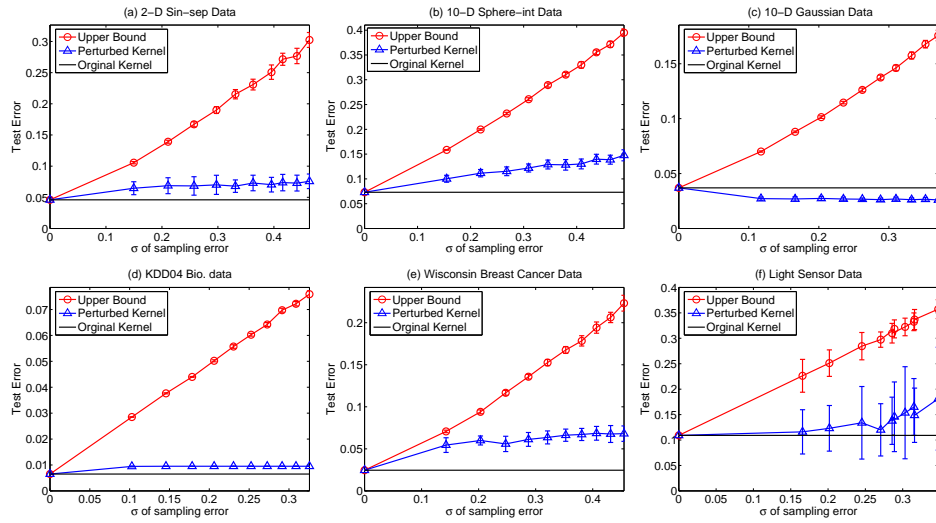 (a) 2-D Sin-sep Data
Upper Bound
Perturbed Kernel
Orginal Kernel
Test Error
0.3
0.25
0.2
0.15
0.1
0.05
0
0 0.1 0.2 0.3 0.4
σ of sampling error
(b) 10-D Sphere-int Data
Upper Bound
Perturbed Kernel
Orginal Kernel
Test Error
0.4
0.35
0.3
0.25
0.2
0.15
0.1
0.05
0
0 0.1 0.2 0.3 0.4
σ of sampling error
(c) 10-D Gaussian Data
Upper Bound
Perturbed Kernel
Orginal Kernel
Test Error
0.15
0.1
0.05
0
0 0.1 0.2 0.3
σ of sampling error
(d) KDD04 Bio. data
Upper Bound
Perturbed Kernel
Orginal Kernel
Test Error
0.07
0.06
0.05
0.04
0.03
0.02
0.01
0
0 0.05 0.1 0.15 0.2 0.25 0.3
σ of sampling error
(e) Wisconsin Breast Cancer Data
Upper Bound
Perturbed Kernel
Orginal Kernel
Test Error
0.2
0.15
0.1
0.05
0
0 0.1 0.2 0.3 0.4
σ of sampling error
(f) Light Sensor Data
Upper Bound
Perturbed Kernel
Orginal Kernel
Test Error
0.4
0.35
0.3
0.25
0.2
0.15
0.1
0.05
0
0 0.05 0.1 0.15 0.2 0.25 0.3
σ of sampling error